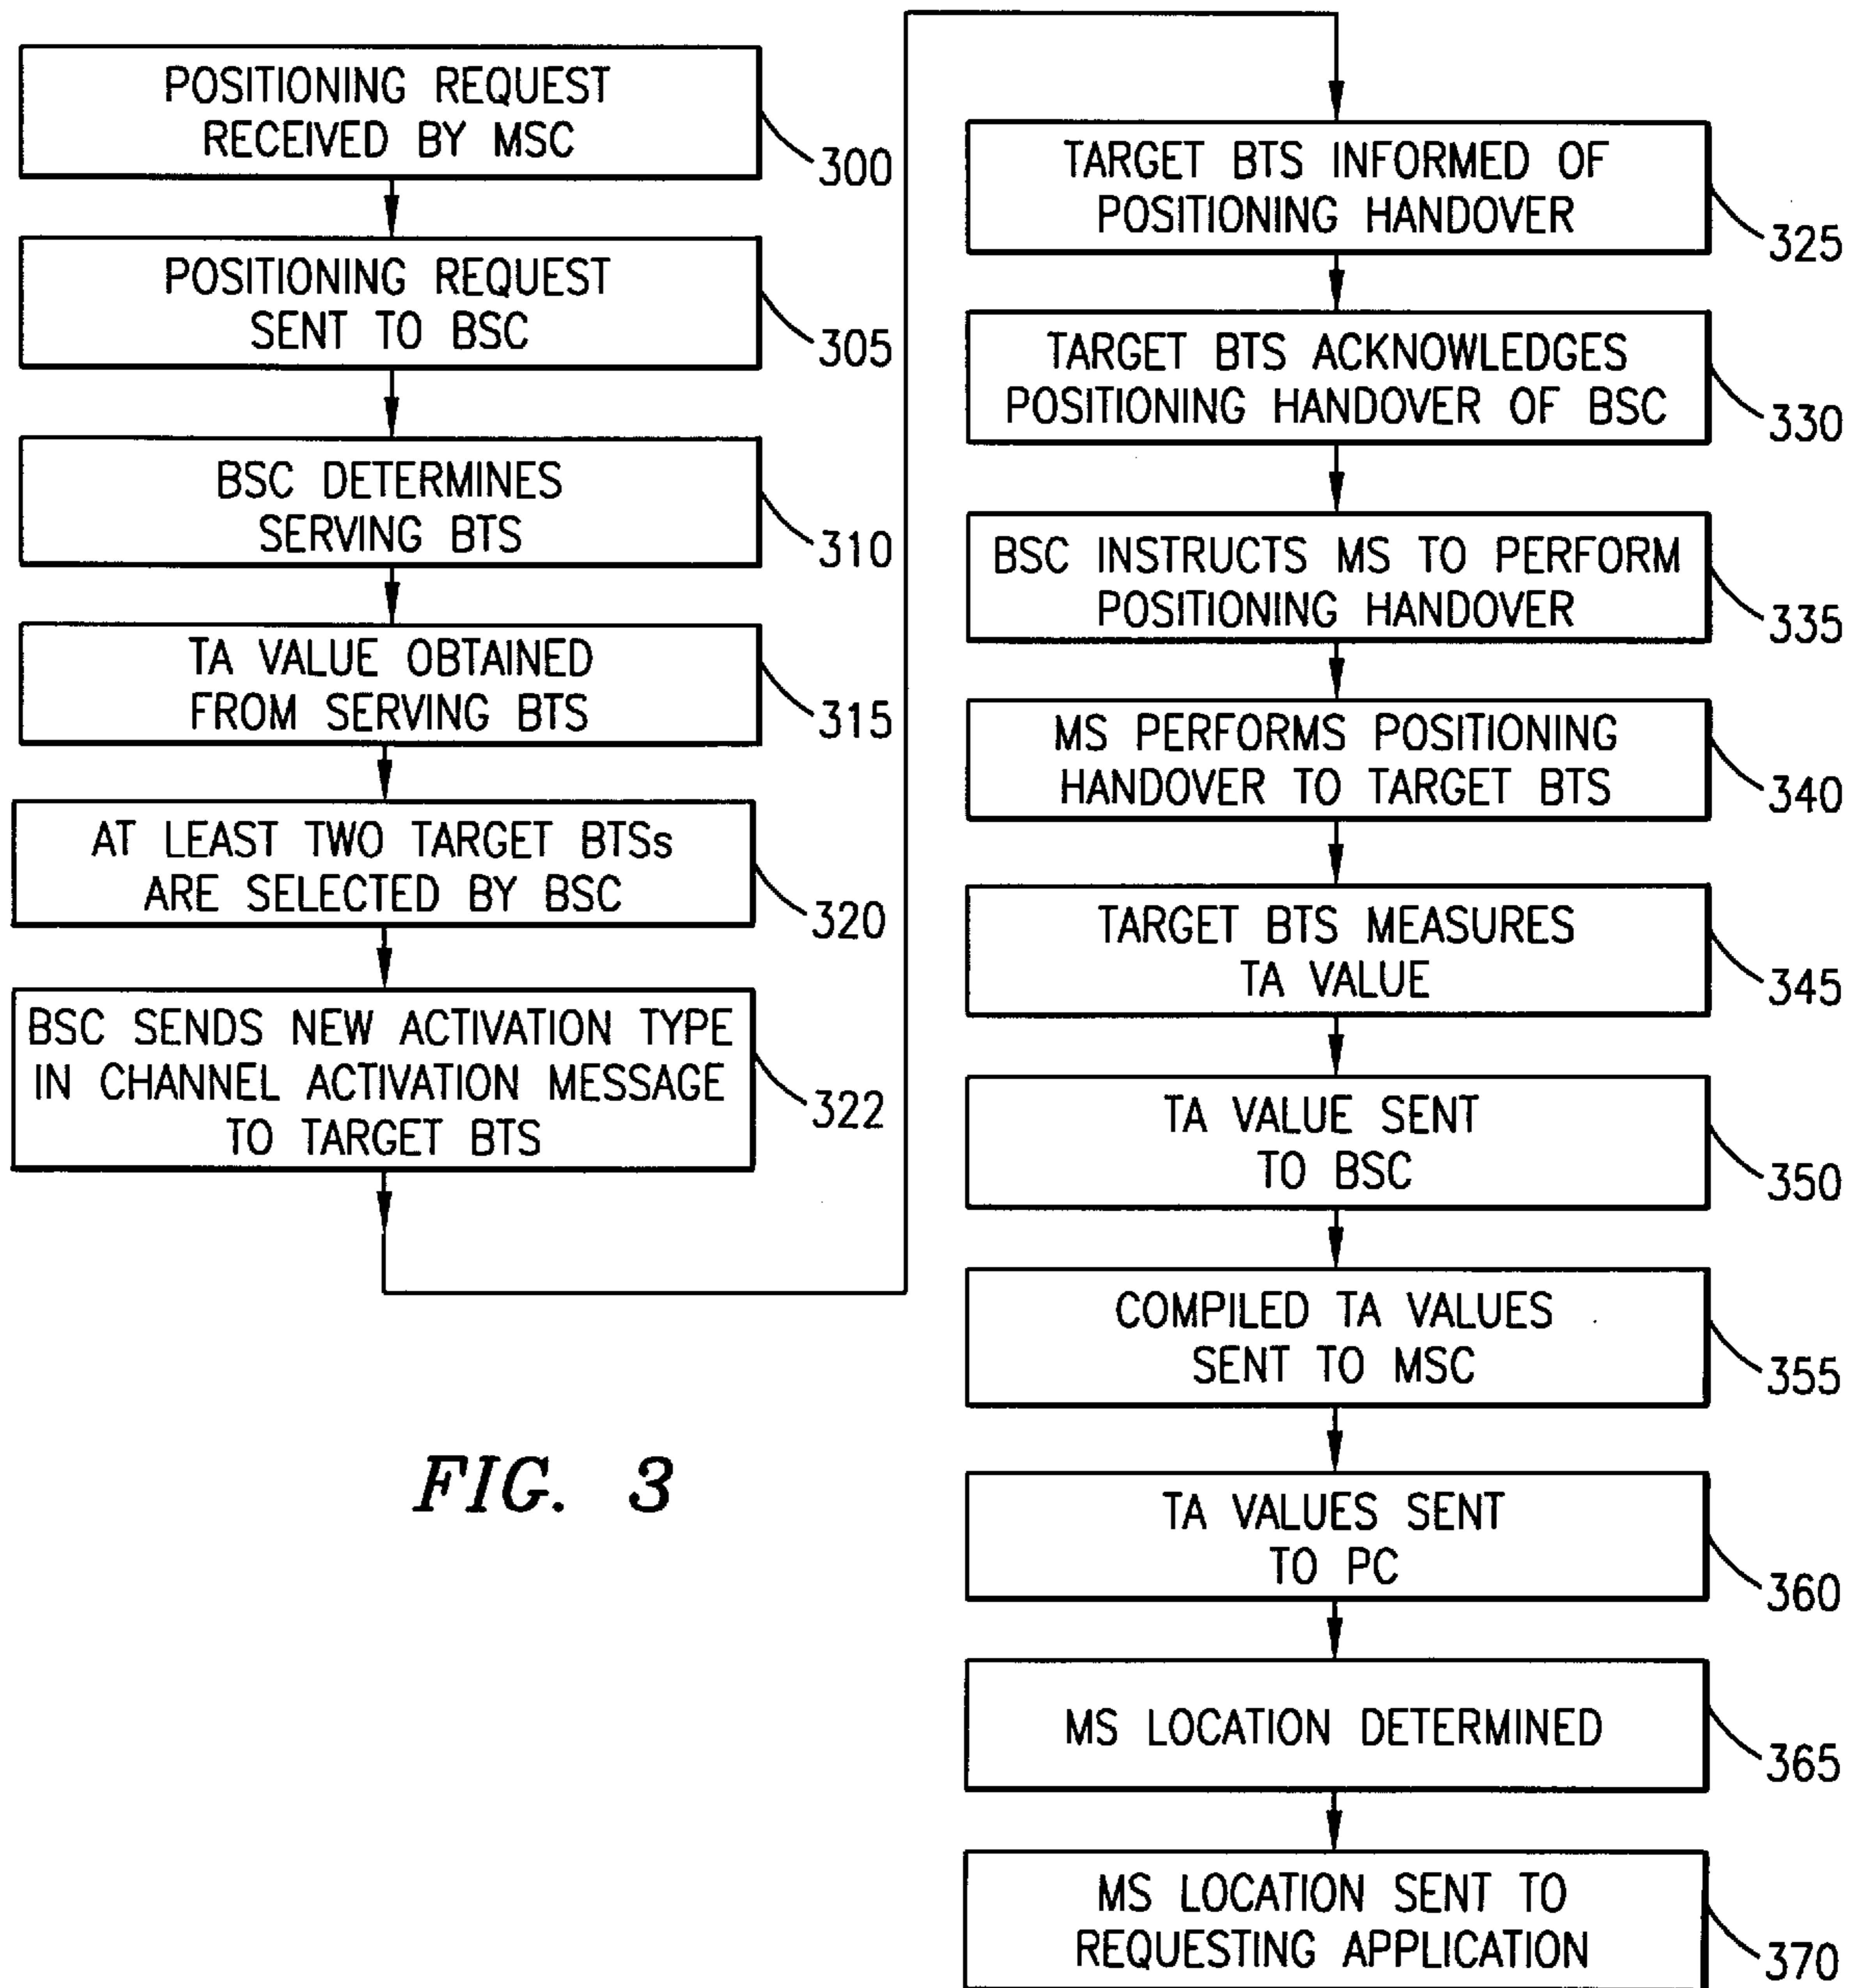 POSITIONING REQUEST
RECEIVED BY MSC
300
POSITIONING REQUEST
SENT TO BSC
305
BSC DETERMINES
SERVING BTS
310
TA VALUE OBTAINED
FROM SERVING BTS
315
AT LEAST TWO TARGET BTSs
ARE SELECTED BY BSC
320
BSC SENDS NEW ACTIVATION TYPE
IN CHANNEL ACTIVATION MESSAGE
TO TARGET BTS
322
TARGET BTS INFORMED OF
POSITIONING HANDOVER
325
TARGET BTS ACKNOWLEDGES
POSITIONING HANDOVER OF BSC
330
BSC INSTRUCTS MS TO PERFORM
POSITIONING HANDOVER
335
MS PERFORMS POSITIONING
HANDOVER TO TARGET BTS
340
TARGET BTS MEASURES
TA VALUE
345
TA VALUE SENT
TO BSC
350
COMPILED TA VALUES
SENT TO MSC
355
TA VALUES SENT
TO PC
360
MS LOCATION DETERMINED
365
MS LOCATION SENT TO
REQUESTING APPLICATION
370
FIG. 3